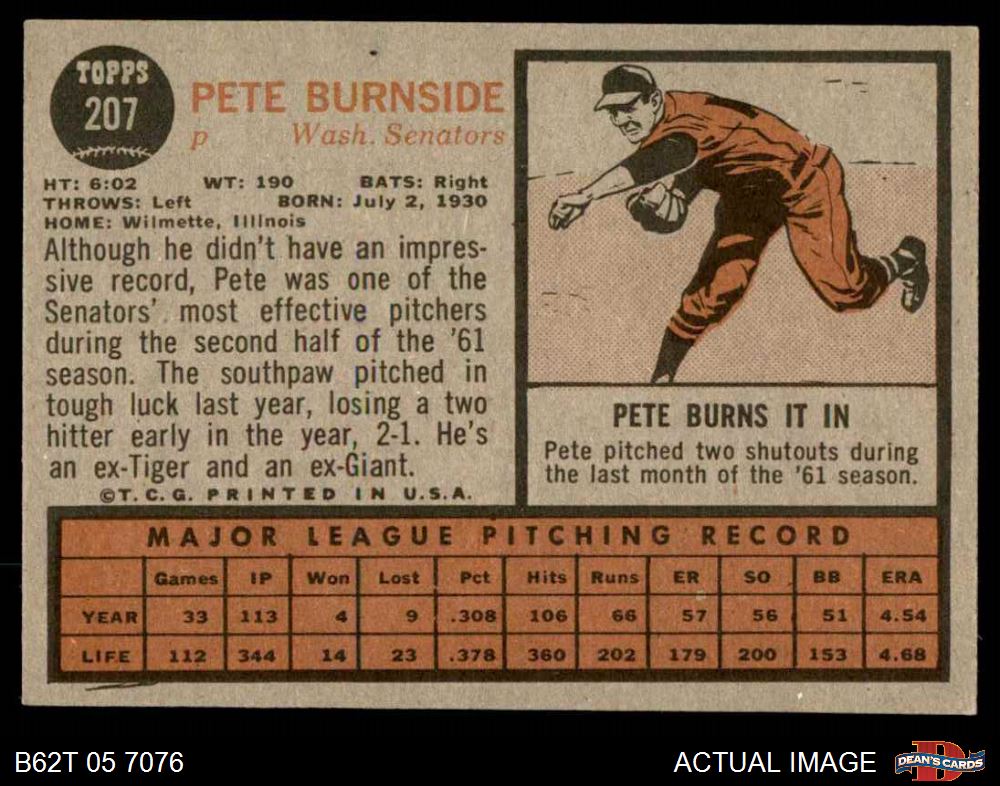 TOPPS
207
PETE BURNSIDE
p Wash. Senators
HT: 6:02 WT: 190 BATS: Right
THROWS: Left BORN: July 2, 1930
HOME: Wilmette, Illinois
Although he didn't have an impres-
sive record, Pete was one of the
Senators' most effective pitchers
during the second half of the '61
season. The southpaw pitched in
tough luck last year, losing a two
hitter early in the year, 2-1. He's
an ex-Tiger and an ex-Giant.
©T. C. G. PRINTED IN U.S.A.
PETE BURNS IT IN
Pete pitched two shutouts during
the last month of the '61 season.
MAJOR LEAGUE PITCHING RECORD
Games IP Won Lost Pct Hits Runs ER SO BB ERA
YEAR 33 113 4 9 .308 106 66 57 56 51 4.54
LIFE 112 344 14 23 .378 360 202 179 200 153 4.68
B62T 05 7076
ACTUAL IMAGE
DEAN'S CARDS